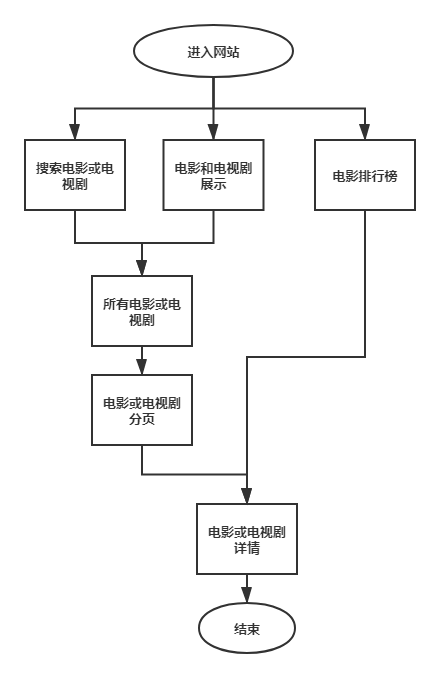 进入网站
搜索电影或电
视剧
电影和电视剧
展示
电影排行榜
所有电影或电
视剧
电影或电视剧
分页
电影或电视剧
详情
结束